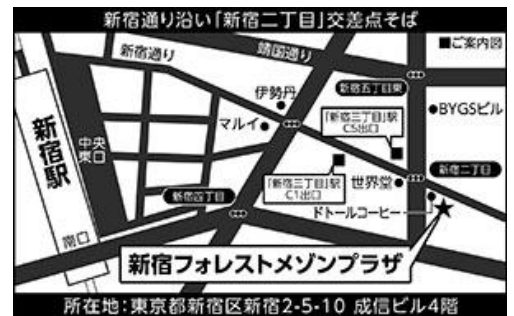 新宿通り沿い「新宿二丁目」交差点そば
■ご案内図
新宿通り
靖国通り
新宿五丁目東
伊勢丹
●BYGSビル
マルイ
「新宿三丁目」駅
C5出口
新宿駅
中央
東口
新宿二丁目
「新宿三丁目」駅
C1出口
世界堂
新宿四丁目
ドトールコーヒー
南口
新宿フォレストメゾンプラザ
所在地:東京都新宿区新宿2-5-10 成信ビル4階